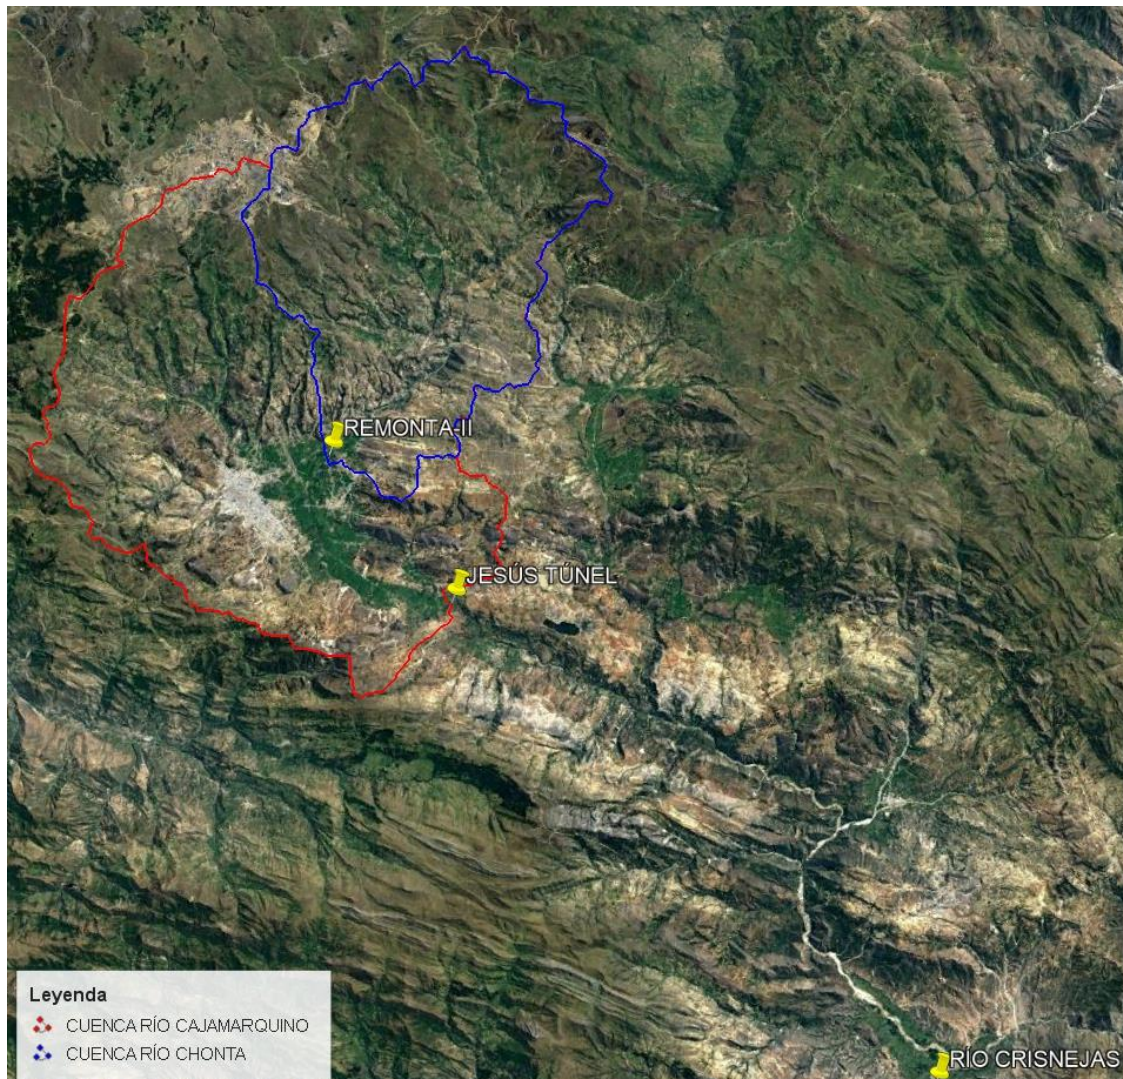 REMONTA-II
JESÚS TÚNEL
Leyenda
CUENCA RÍO CAJAMARQUINO
CUENCA RÍO CHONTA
RÍO CRISNEJAS